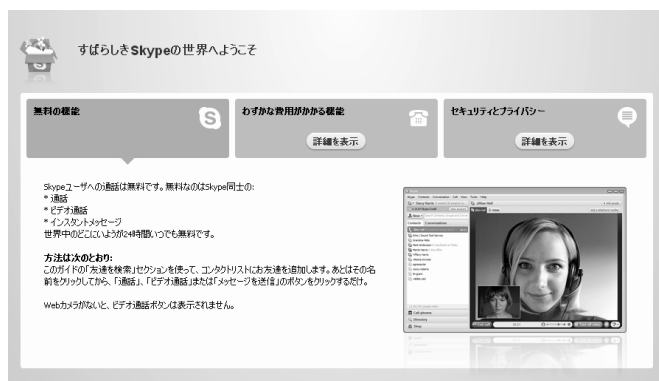 すばらしきSkypeの世界へようこそ
無料の機能
わずかな費用がかかる機能
詳細を表示
セキュリティとプライバシー
詳細を表示
Skypeユーザへの通話は無料です。無料なのはSkype同士の:
* 通話
* ビデオ通話
* インスタントメッセージ
世界中のどこにいようが24時間いつでも無料です。
方法は次のとおり:
このガイドの「友達を検索」セクションを使って、コンタクトリストにお友達を追加します。あとはその名
前をクリックしてから、「通話」、「ビデオ通話」または「メッセージを送信」のボタンをクリックするだけ。
Webカメラがないと、ビデオ通話ボタンは表示されません。
Contacts Conversations
Call phones
Directory
Shop